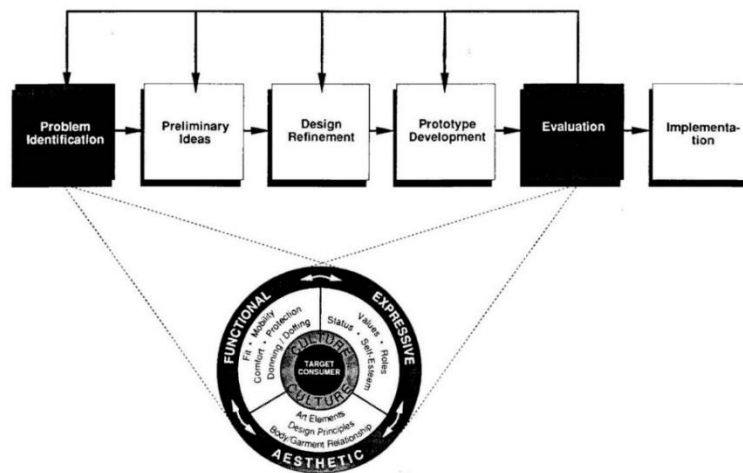 Problem
Identification
Preliminary
Ideas
Design
Refinement
Prototype
Development
Evaluation
Implementa-
tion
FUNCTIONAL
Fit • Mobility
Comfort • Protection
Donning / Doffing
EXPRESSIVE
Values • Roles
Status • Self-Esteem
CULTURE
TARGET
CONSUMER
CULTURE
Art Elements
Design Principles
Body/Garment Relationship
AESTHETIC